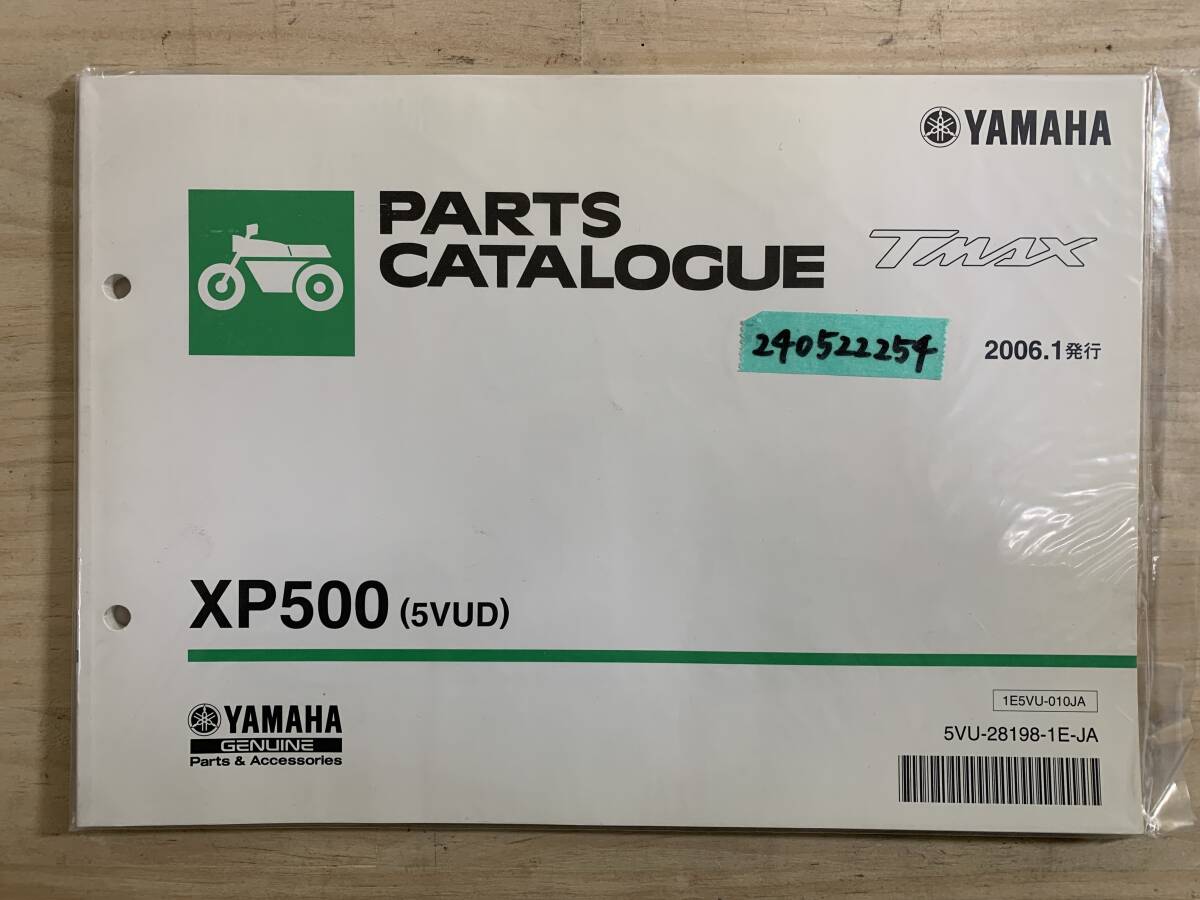 YAMAHA
PARTS
CATALOGUE
TMAX
240522254
2006.1発行
XP500 (5VUD)
YAMAHA
GENUINE
Parts & Accessories
1E5VU-010JA
5VU-28198-1E-JA